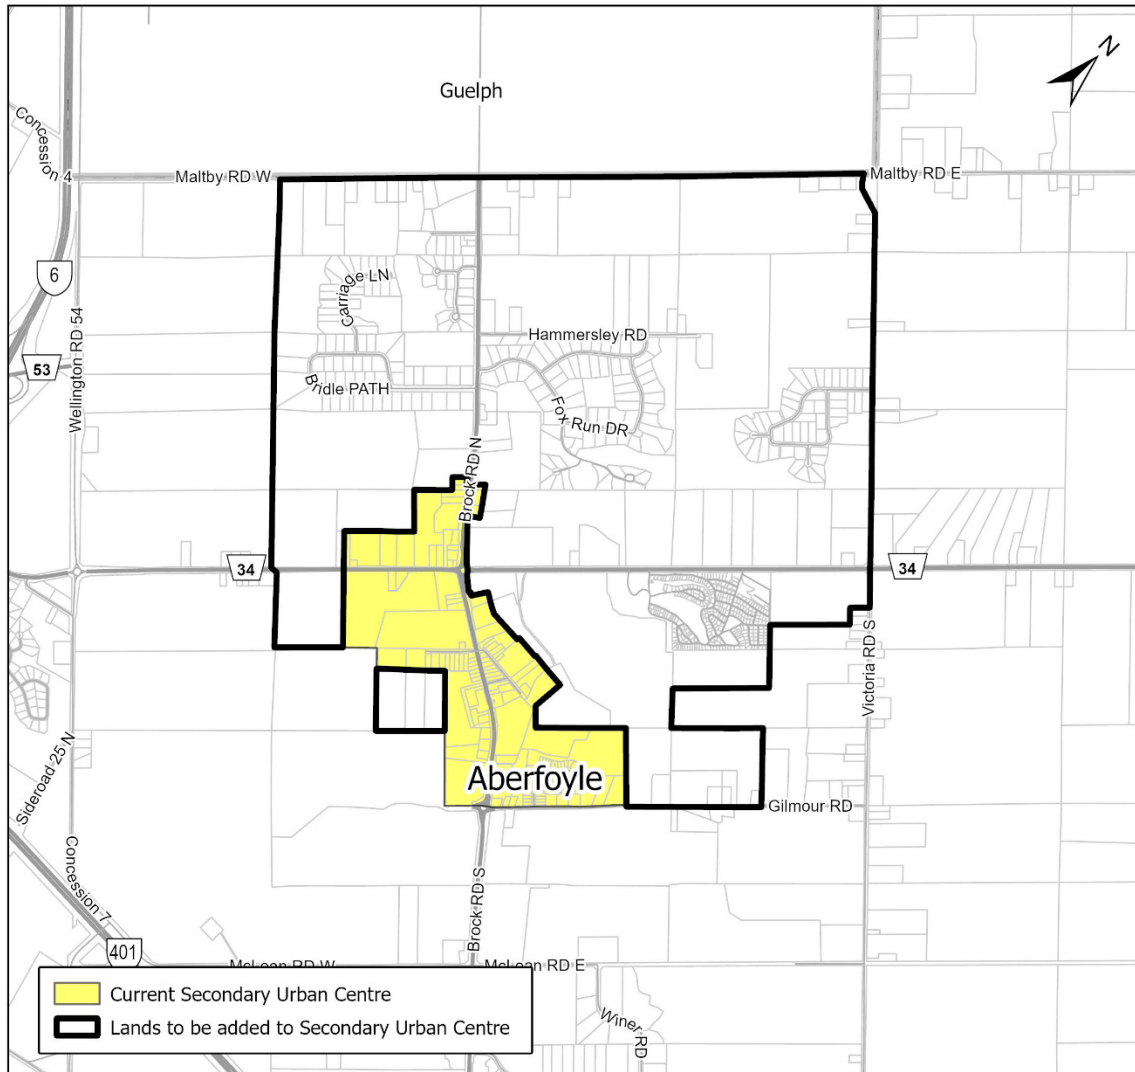 N
Guelph
Concession 4
Maltby RD W
Maltby RD E
6
Carriage LN
Wellington RD 54
Hammersley RD
53
Bridle PATH
Fox Run DR
Brock RD N
34
34
Victoria RD S
Aberfoyle
Sideroad 25 N
Gilmour RD
Concession 7
Brock RD S
401
McLean RD W
McLean RD E
Winer RD
Current Secondary Urban Centre
Lands to be added to Secondary Urban Centre